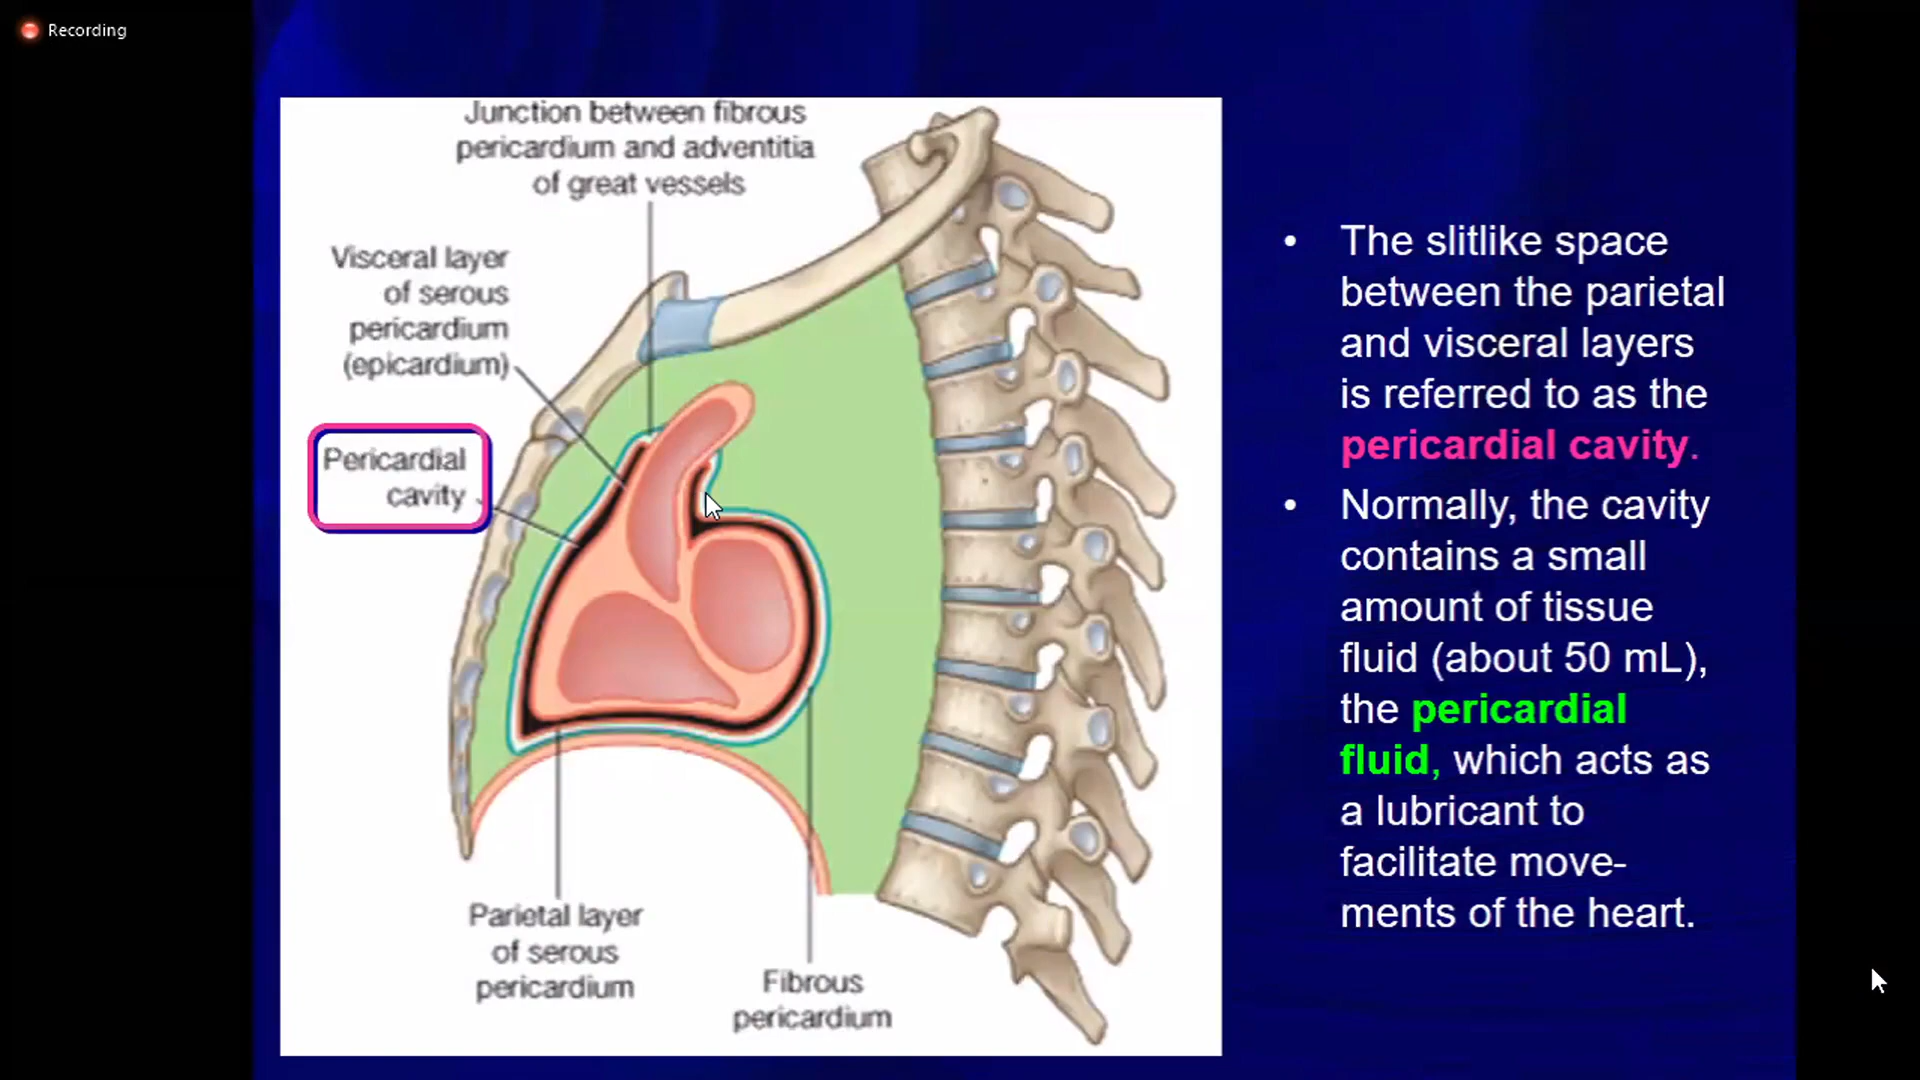 Recording
Junction between fibrous
pericardium and adventitia
of great vessels
Visceral layer
of serous
pericardium
(epicardium)
Pericardial
cavity
Parietal layer
of serous
pericardium
Fibrous
pericardium
• The slitlike space
between the parietal
and visceral layers
is referred to as the
pericardial cavity.
• Normally, the cavity
contains a small
amount of tissue
fluid (about 50 mL),
the pericardial
fluid, which acts as
a lubricant to
facilitate move-
ments of the heart.